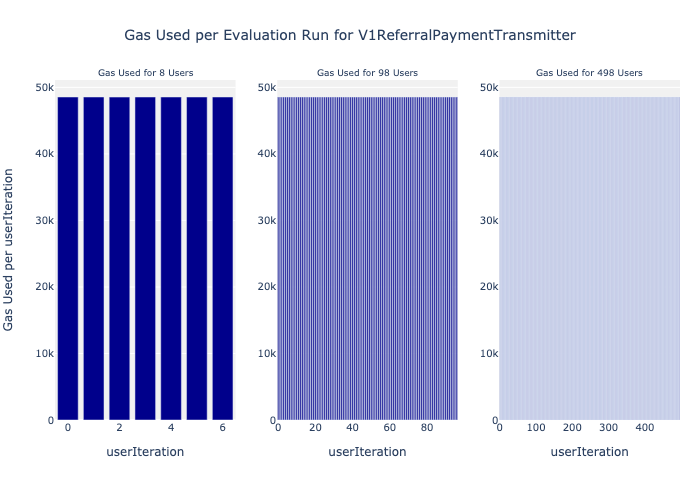 Gas Used per Evaluation Run for V1ReferralPaymentTransmitter
Gas Used for 8 Users
Gas Used for 98 Users
Gas Used for 498 Users
Gas Used per userIteration
50k
40k
30k
20k
10k
0
0 2 4 6
userIteration
50k
40k
30k
20k
10k
0
0 20 40 60 80
userIteration
50k
40k
30k
20k
10k
0
0 100 200 300 400
userIteration